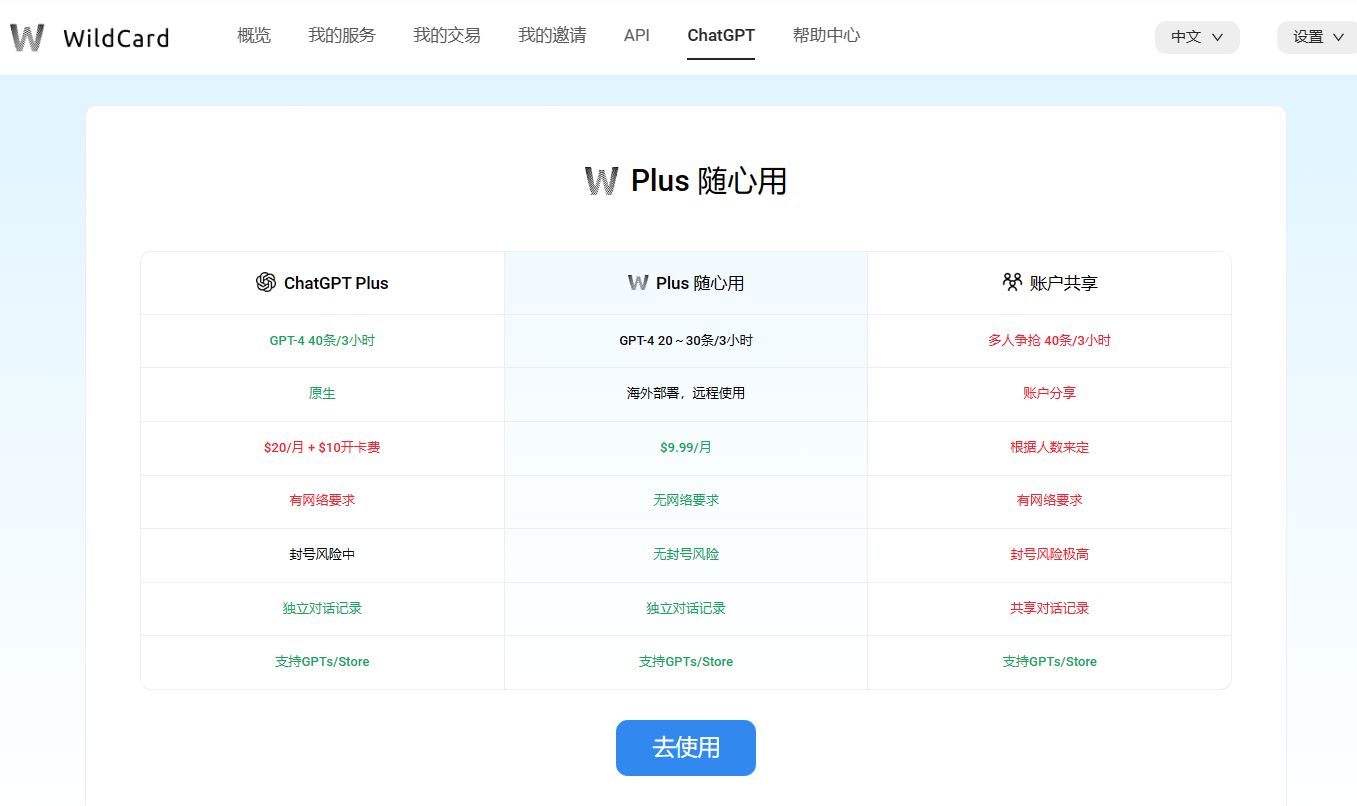 WildCard 概览 我的服务 我的交易 我的邀请 API ChatGPT 帮助中心 中文 设置
Plus 随心用
ChatGPT Plus Plus 随心用 账户共享
GPT-4 40条/3小时 GPT-4 20 ~ 30条/3小时 多人争抢 40条/3小时
原生 海外部署，远程使用 账户分享
$20/月 + $10开卡费 $9.99/月 根据人数来定
有网络要求 无网络要求 有网络要求
封号风险中 无封号风险 封号风险极高
独立对话记录 独立对话记录 共享对话记录
支持GPTs/Store 支持GPTs/Store 支持GPTs/Store
去使用